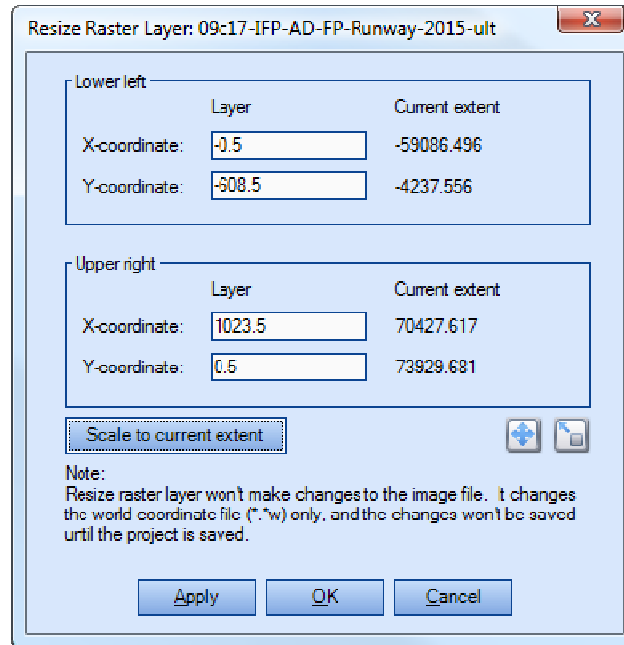 Resize Raster Layer: 09c17-IFP-AD-FP-Runway-2015-ult
Lower left
Layer Current extent
X-coordinate: -0.5 -59086.496
Y-coordinate: -608.5 -4237.556
Upper right
Layer Current extent
X-coordinate: 1023.5 70427.617
Y-coordinate: 0.5 73929.681
Scale to current extent
Note:
Resize raster layer won't make changes to the image file. It changes
the world coordinate file (*.*w) only, and the changes won't be saved
until the project is saved.
Apply OK Cancel